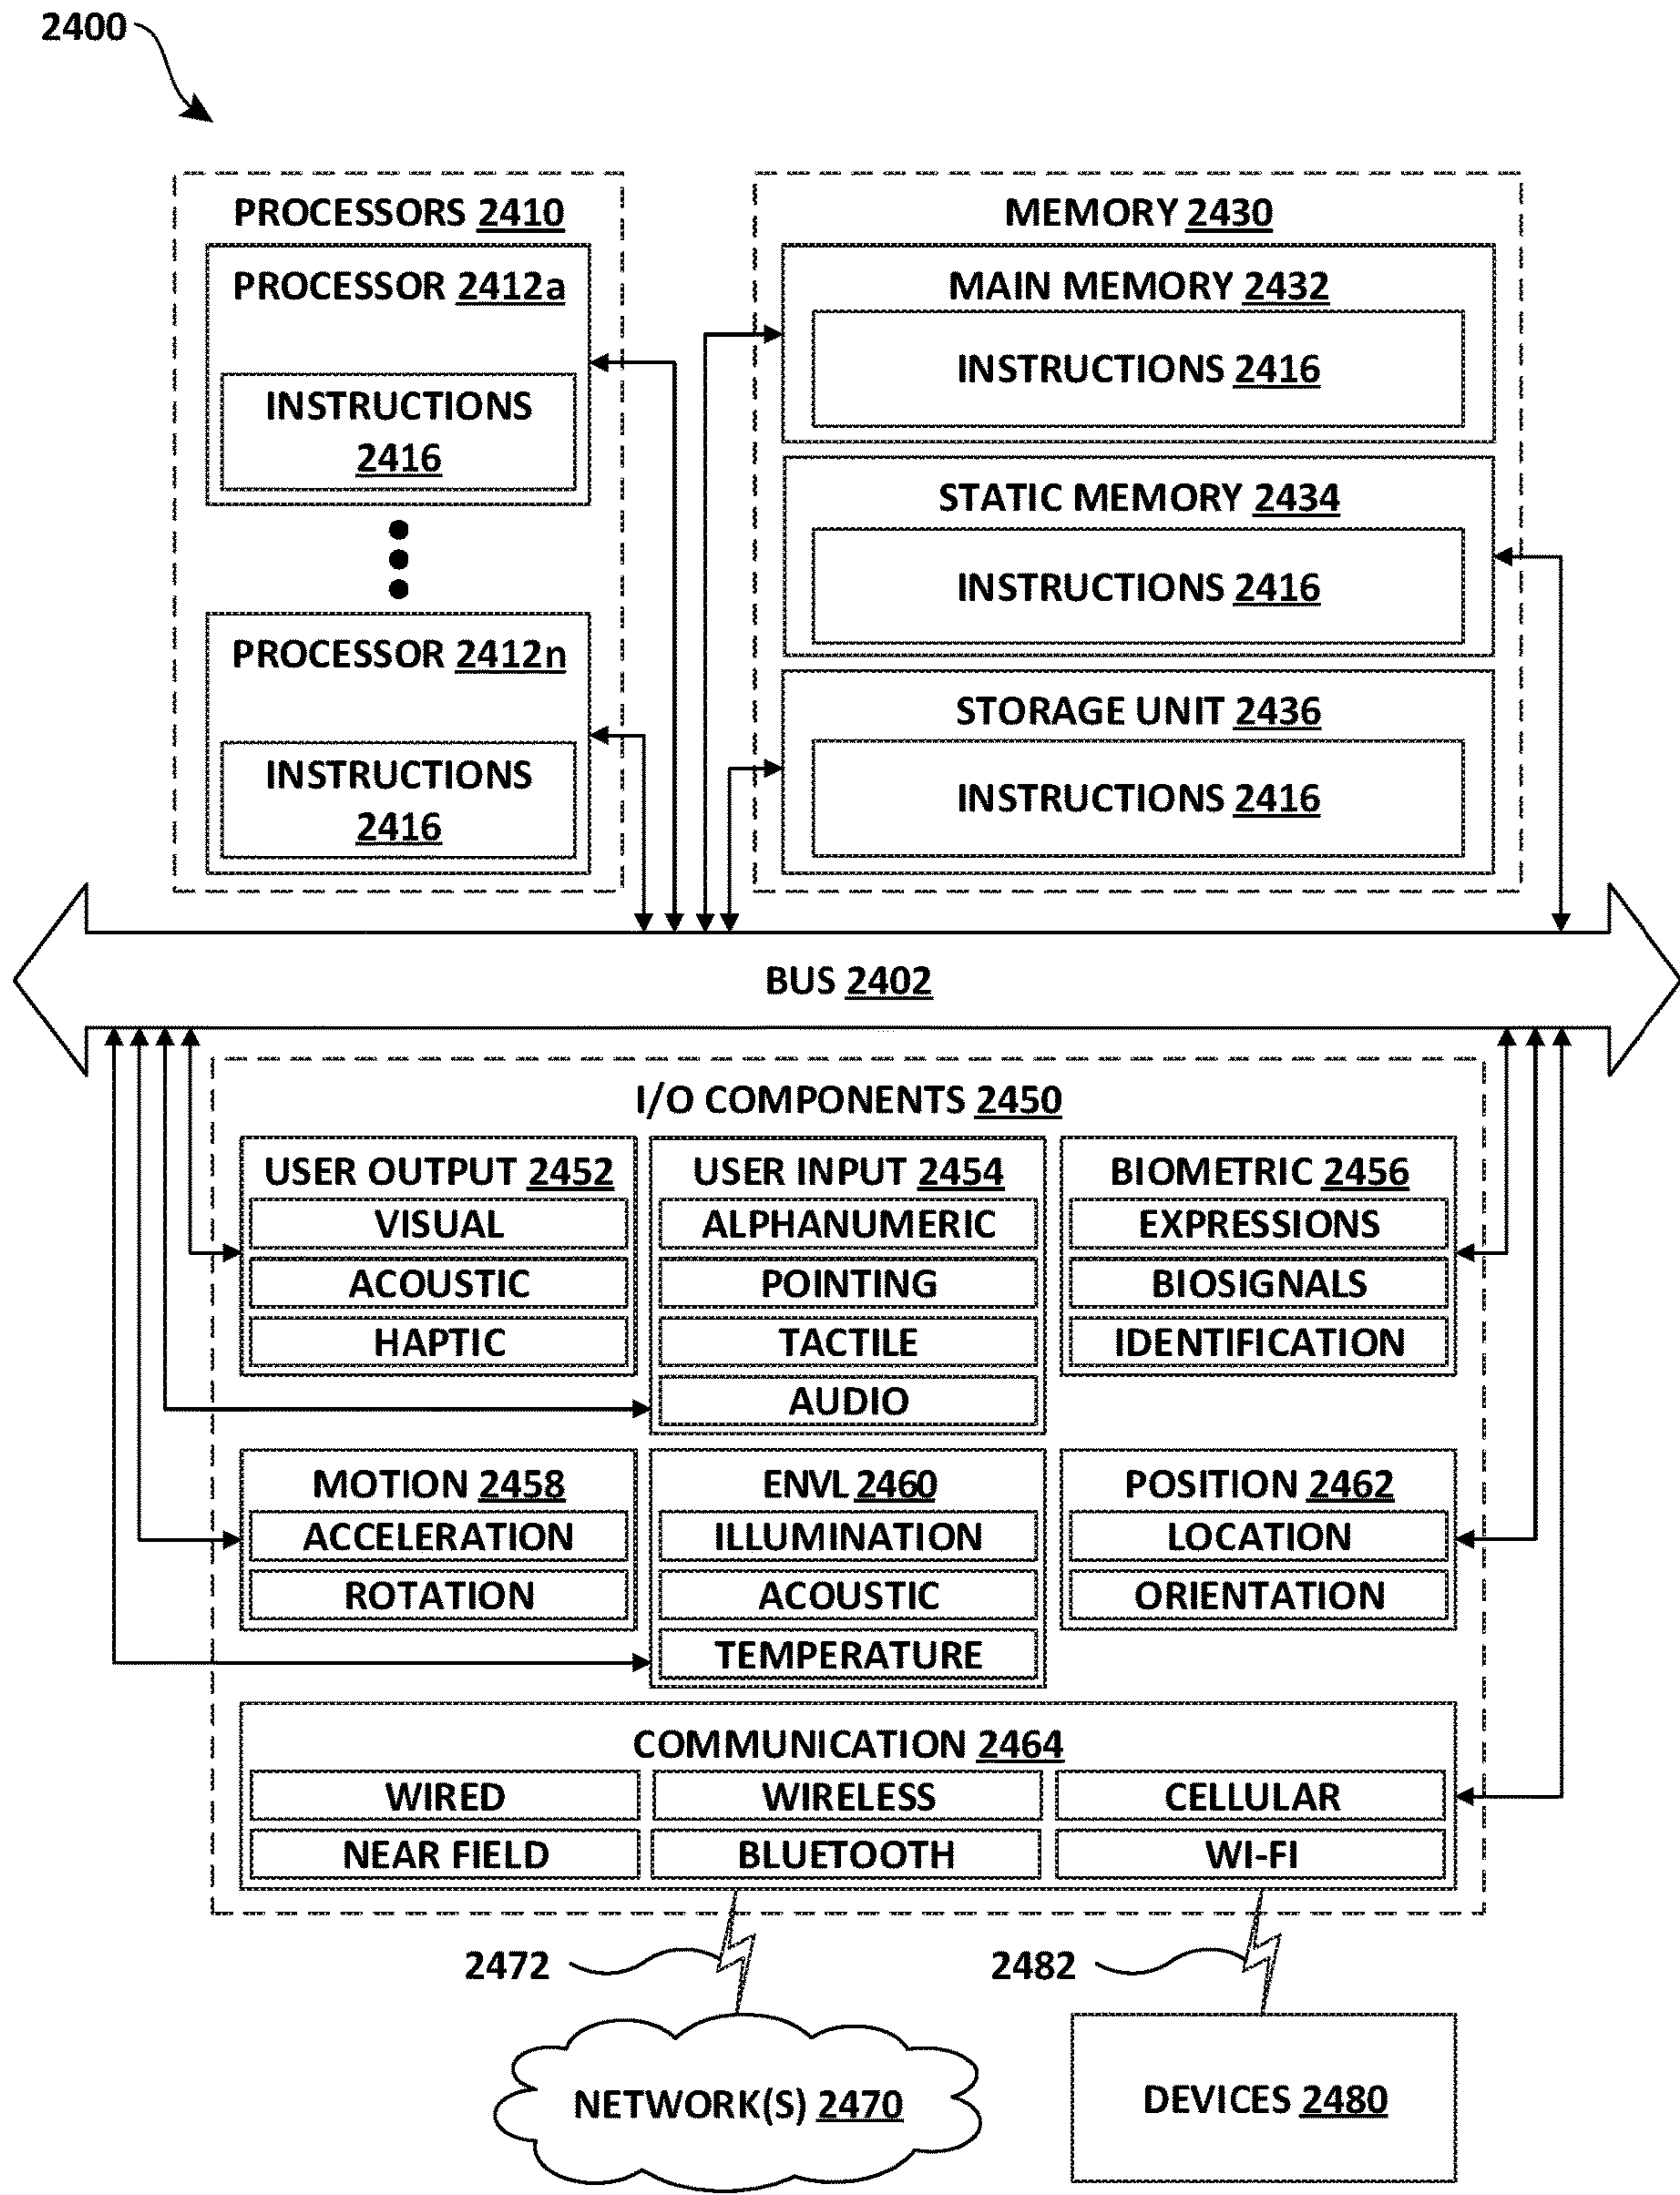 2400
PROCESSORS 2410
PROCESSOR 2412a
INSTRUCTIONS
2416
PROCESSOR 2412n
INSTRUCTIONS
2416
MEMORY 2430
MAIN MEMORY 2432
INSTRUCTIONS 2416
STATIC MEMORY 2434
INSTRUCTIONS 2416
STORAGE UNIT 2436
INSTRUCTIONS 2416
BUS 2402
I/O COMPONENTS 2450
USER OUTPUT 2452
VISUAL
ACOUSTIC
HAPTIC
USER INPUT 2454
ALPHANUMERIC
POINTING
TACTILE
AUDIO
BIOMETRIC 2456
EXPRESSIONS
BIOSIGNALS
IDENTIFICATION
MOTION 2458
ACCELERATION
ROTATION
ENVL 2460
ILLUMINATION
ACOUSTIC
TEMPERATURE
POSITION 2462
LOCATION
ORIENTATION
COMMUNICATION 2464
WIRED
WIRELESS
CELLULAR
NEAR FIELD
BLUETOOTH
WI-FI
2472
2482
NETWORK(S) 2470
DEVICES 2480